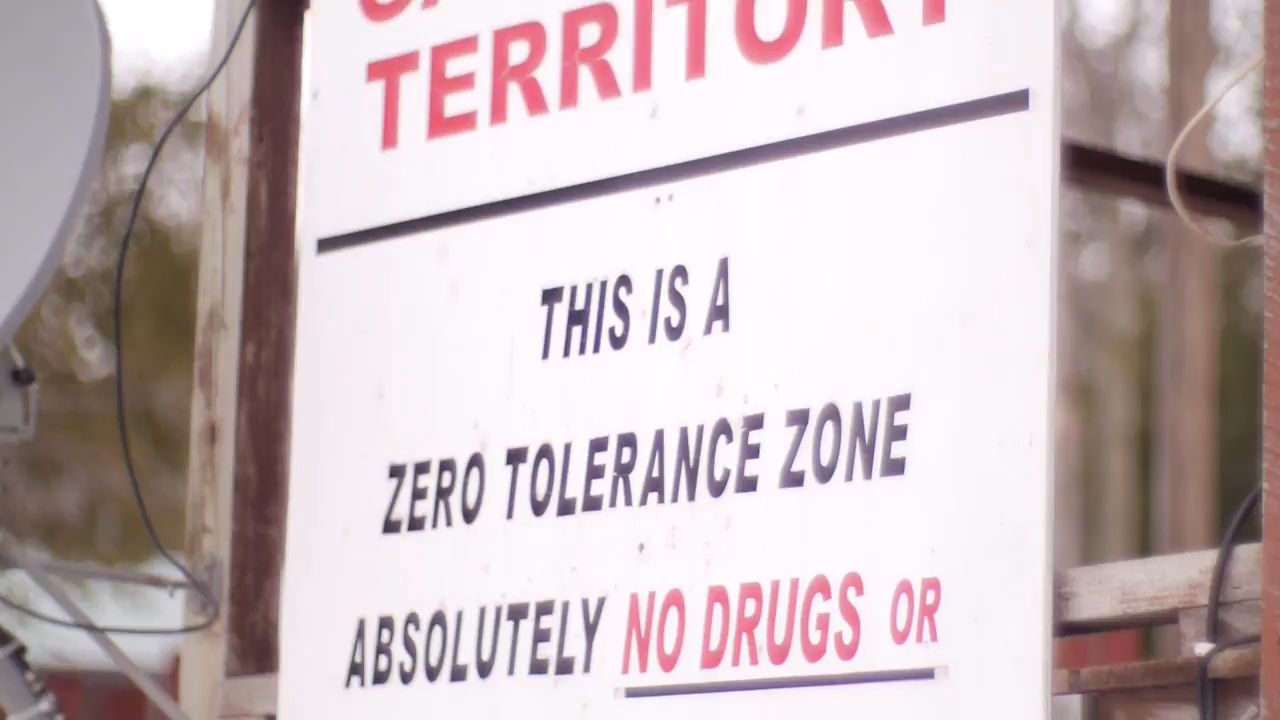 TERRITORY
THIS IS A
ZERO TOLERANCE ZONE
ABSOLUTELY NO DRUGS OR